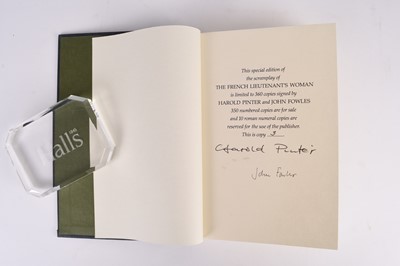 This special edition of
the screenplay of
THE FRENCH LIEUTENANT'S WOMAN
is limited to 360 copies signed by
HAROLD PINTER and JOHN FOWLES
350 numbered copies are for sale
and 10 roman numeral copies are
reserved for the use of the publisher.
This is copy
Harold Pinter
John Fowles
alls